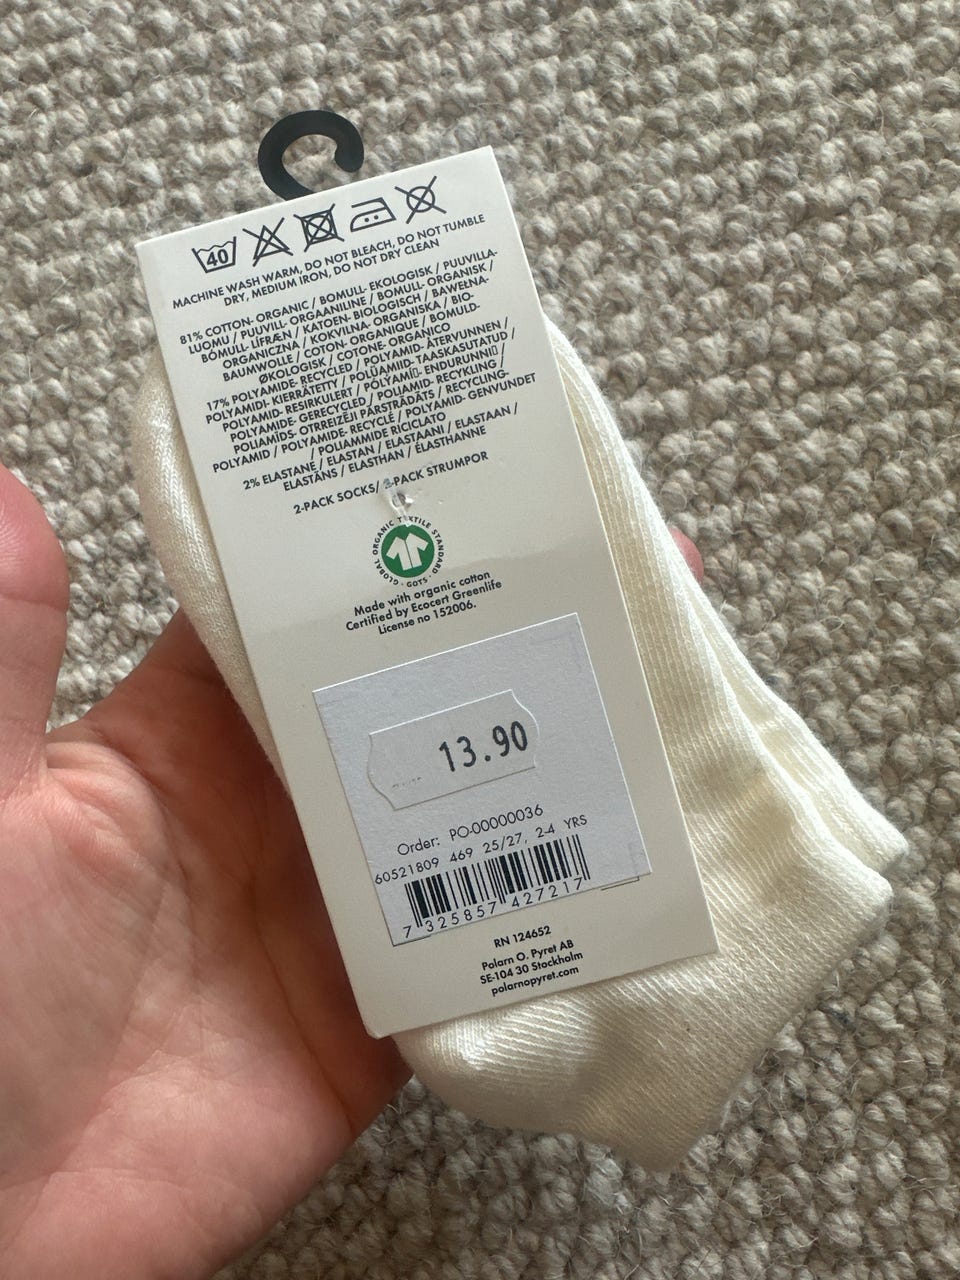 40
MACHINE WASH WARM, DO NOT BLEACH, DO NOT TUMBLE
DRY, MEDIUM IRON, DO NOT DRY CLEAN
81% COTTON- ORGANIC / BOMULL- EKOLOGISK / PUUVILLA-
LUOMU / PUUVILL- ORGAANILINE / BOMULL- ORGANISK /
BÓMULL- LÍFRÆN / KATOEN- BIOLOGISCH / BAWEŁNA-
ORGANICZNA / KOKVILNA- ORGANISKA / BIO-
BAUMWOLLE / COTON- ORGANIQUE / BOMULD-
ØKOLOGISK / COTONE- ORGANICO
17% POLYAMIDE- RECYCLED / POLYAMID- ÅTERVUNNEN /
POLYAMIDI- KIERRÄTETTY / POLÜAMIID- TAASKASUTATUD /
POLYAMID- RESIRKULERT / PÓLÝAMÍ▯- ENDURUNNI▯ /
POLYAMIDE- GERECYCLED / POLIAMID- RECYKLING /
POLIAMĪDS- OTRREIZĒJI PĀRSTRĀDĀTS / RECYCLING-
POLYAMID / POLYAMIDE- RECYCLÉ / POLYAMID- GENVUNDET
/ POLIAMMIDE RICICLATO
2% ELASTANE / ELASTAN / ELASTAANI / ELASTAAN /
ELASTĀNS / ELASTHAN / ÉLASTHANNE
2-PACK SOCKS/ 2-PACK STRUMPOR
GLOBAL ORGANIC TEXTILE STANDARD
· GOTS ·
Made with organic cotton
Certified by Ecocert Greenlife
License no 152006.
13.90
Order: PO-00000036
60521809 469 25/27, 2-4 YRS
7 325857 427217
RN 124652
Polarn O. Pyret AB
SE-104 30 Stockholm
polarnopyret.com